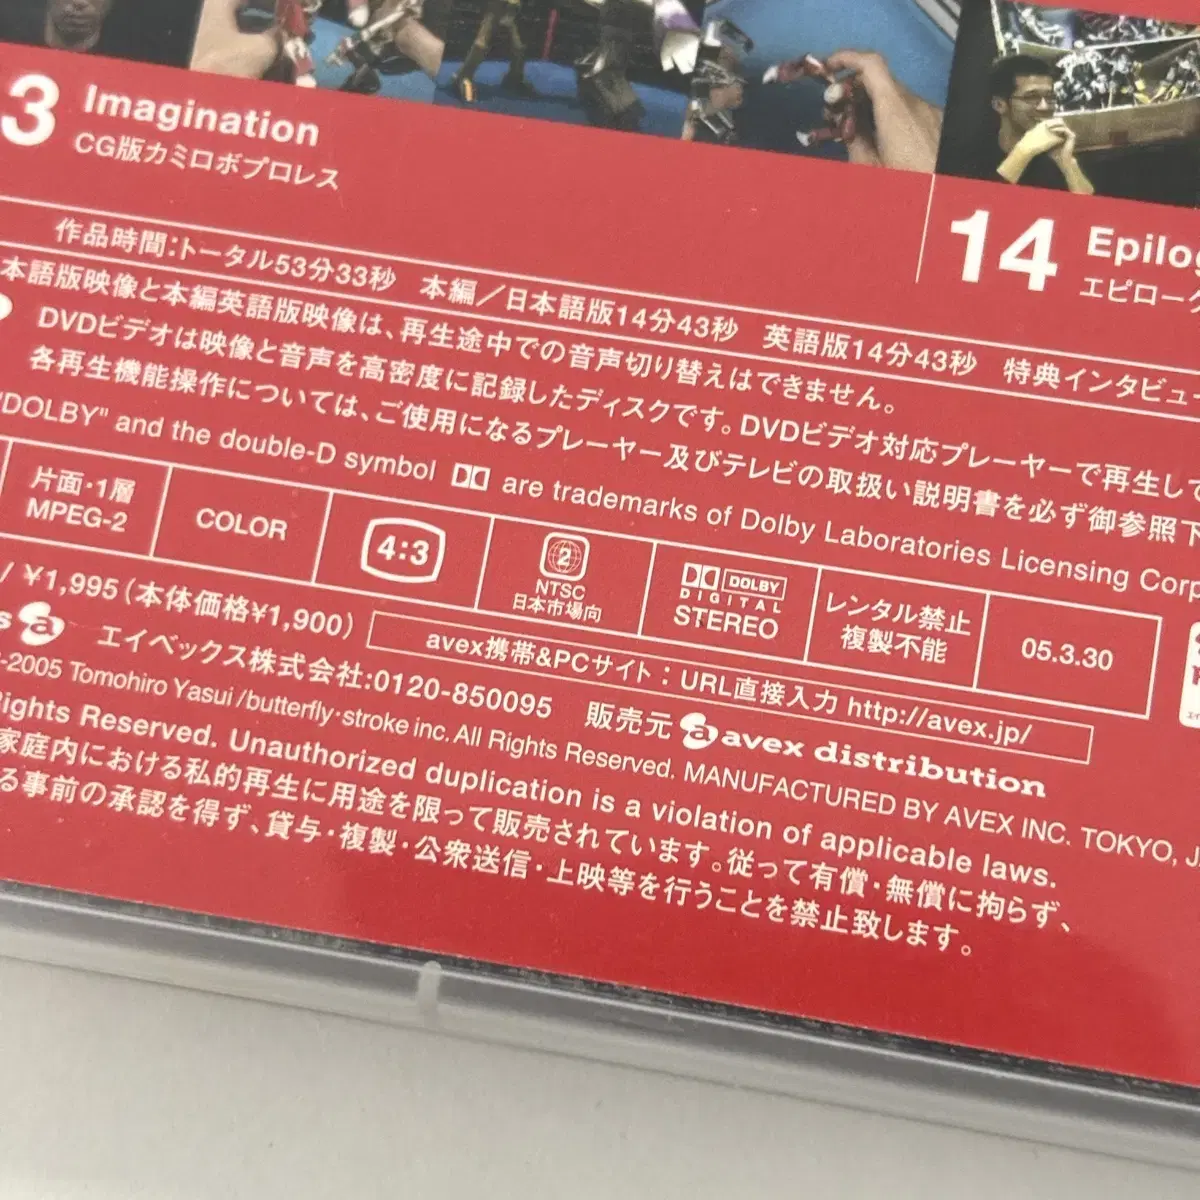 3 Imagination
CG版カミロボプロレス
14 Epilog
エピローグ
作品時間:トータル53分33秒 本編／日本語版14分43秒 英語版14分43秒 特典インタビュー
本語版映像と本編英語版映像は、再生途中での音声切り替えはできません。
DVDビデオは映像と音声を高密度に記録したディスクです。DVDビデオ対応プレーヤーで再生して
各再生機能操作については、ご使用になるプレーヤー及びテレビの取扱い説明書を必ず御参照下
"DOLBY" and the double-D symbol are trademarks of Dolby Laboratories Licensing Corp
片面・1層
MPEG-2
COLOR
4:3
2
NTSC
日本市場向
DOLBY
DIGITAL
STEREO
レンタル禁止
複製不能
05.3.30
/ ¥1,995(本体価格¥1,900)
avex携帯&PCサイト:URL直接入力 http://avex.jp/
s a エイベックス株式会社:0120-850095 販売元 a avex distribution
-2005 Tomohiro Yasui/butterfly・stroke inc. All Rights Reserved. MANUFACTURED BY AVEX INC. TOKYO, J
Rights Reserved. Unauthorized duplication is a violation of applicable laws.
家庭内における私的再生に用途を限って販売されています。従って有償・無償に拘らず、
る事前の承認を得ず、貸与・複製・公衆送信・上映等を行うことを禁止致します。